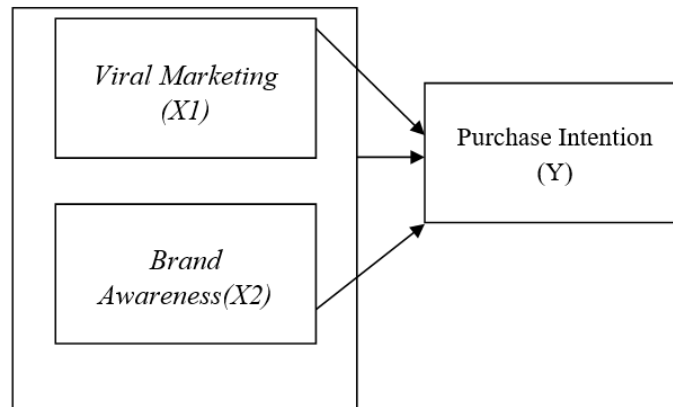 Viral Marketing
(X1)
Purchase Intention
(Y)
Brand
Awareness(X2)